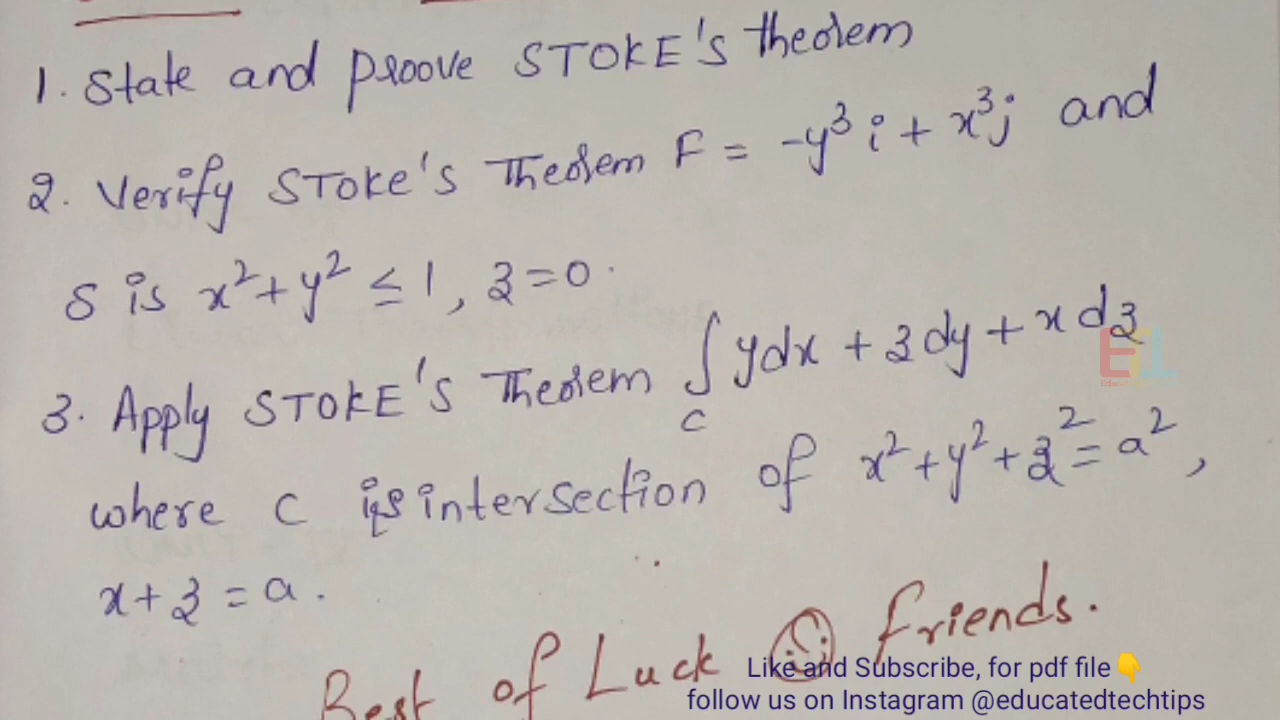 1. State and proove STOKE's theorem
2. Verify STOKE's Theorem F = -y³i + x³j and
S is x²+y² ≤ 1, z=0.
3. Apply STOKE'S Theorem ∫ ydx + zdy + x dz
C
where C is intersection of x²+y²+z²=a²,
x+z=a.
Best of Luck friends.
Like and Subscribe, for pdf file👇
follow us on Instagram @educatedtechtips